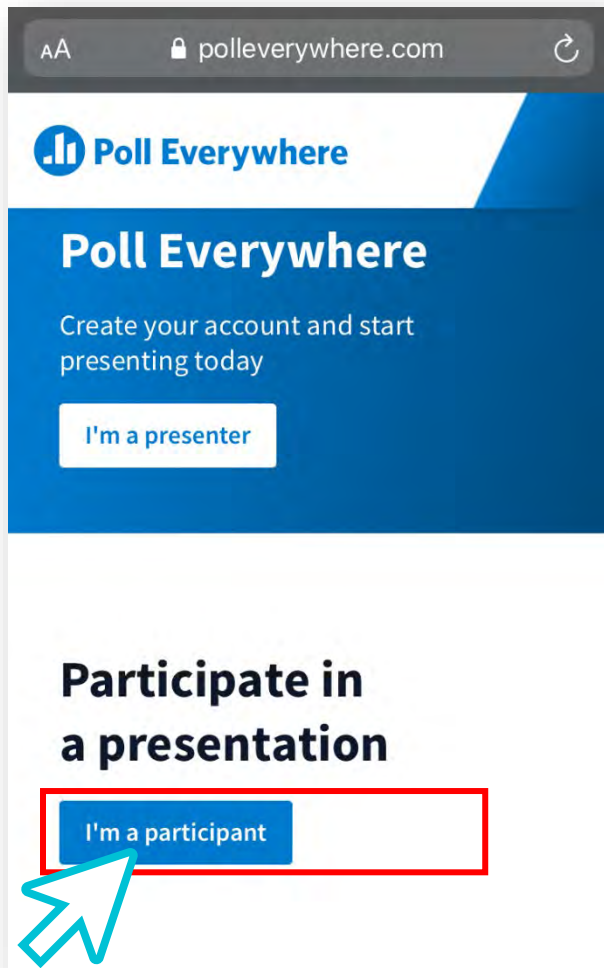 AA polleverywhere.com
Poll Everywhere
Poll Everywhere
Create your account and start
presenting today
I'm a presenter
Participate in
a presentation
I'm a participant